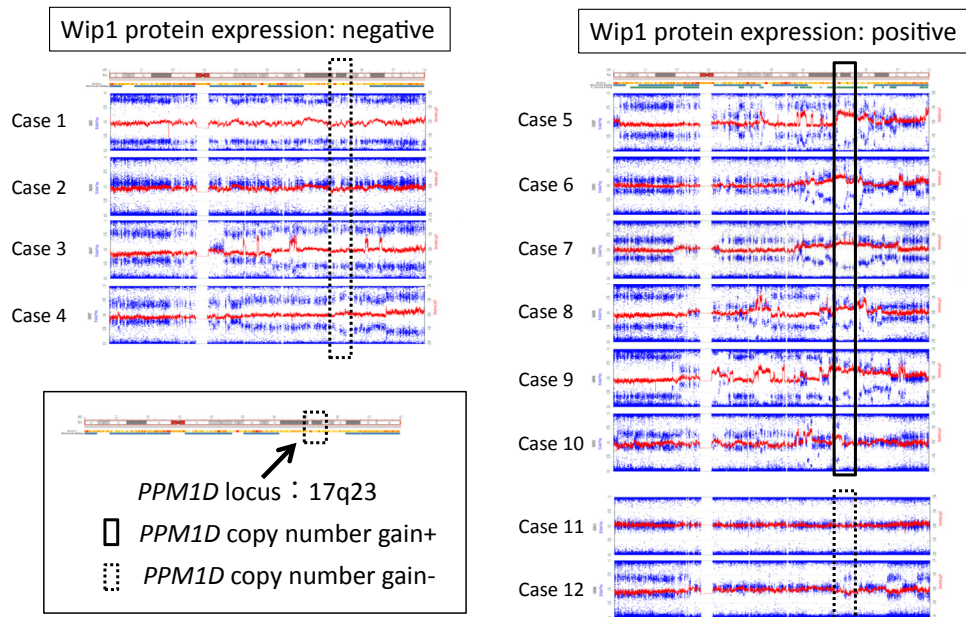 Wip1 protein expression: negative
Case 1
Case 2
Case 3
Case 4
PPM1D locus：17q23
PPM1D copy number gain+
PPM1D copy number gain-
Wip1 protein expression: positive
Case 5
Case 6
Case 7
Case 8
Case 9
Case 10
Case 11
Case 12